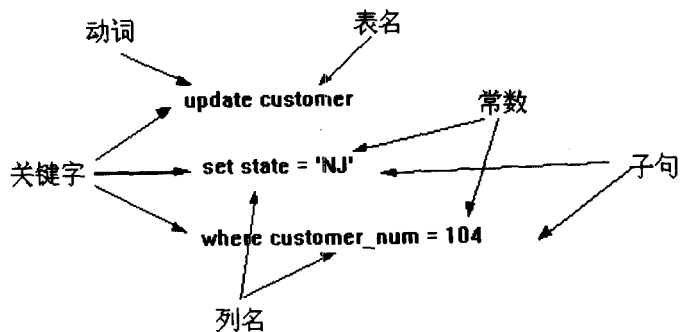 动词
表名
update customer
常数
关键字
set state = 'NJ'
子句
where customer_num = 104
列名